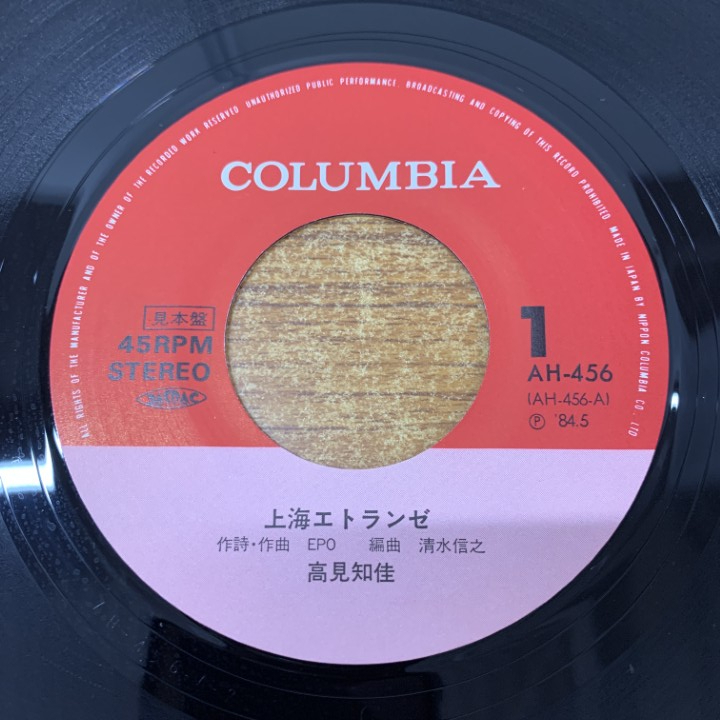 ALL RIGHTS OF THE MANUFACTURER AND OF THE OWNER OF THE RECORDED WORK RESERVED UNAUTHORIZED PUBLIC PERFORMANCE. BROADCASTING AND COPYING OF THIS RECORD PROHIBITED. MADE IN JAPAN BY NIPPON COLUMBIA CO. LTD
COLUMBIA
見本盤
45RPM
STEREO
1
AH-456
(AH-456-A)
Ⓟ '84.5
上海エトランゼ
作詩・作曲 EPO 編曲 清水信之
高見知佳